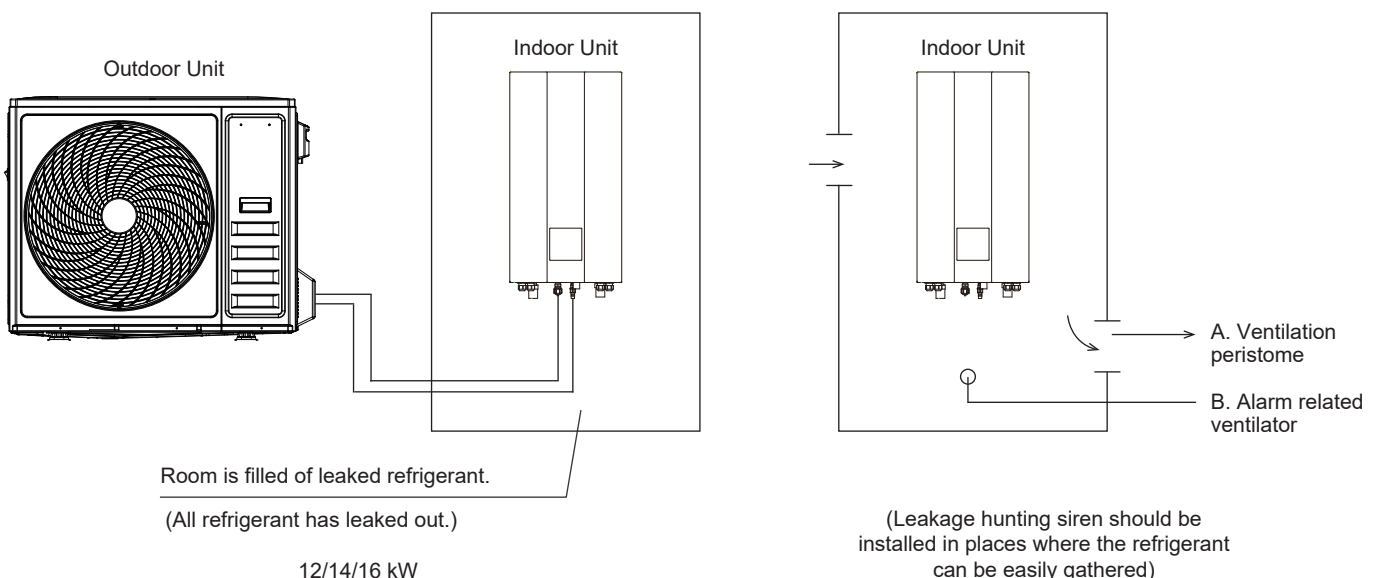 Outdoor Unit
Indoor Unit
Room is filled of leaked refrigerant.
(All refrigerant has leaked out.)
12/14/16 kW
Indoor Unit
A. Ventilation
peristome
B. Alarm related
ventilator
(Leakage hunting siren should be
installed in places where the refrigerant
can be easily gathered)